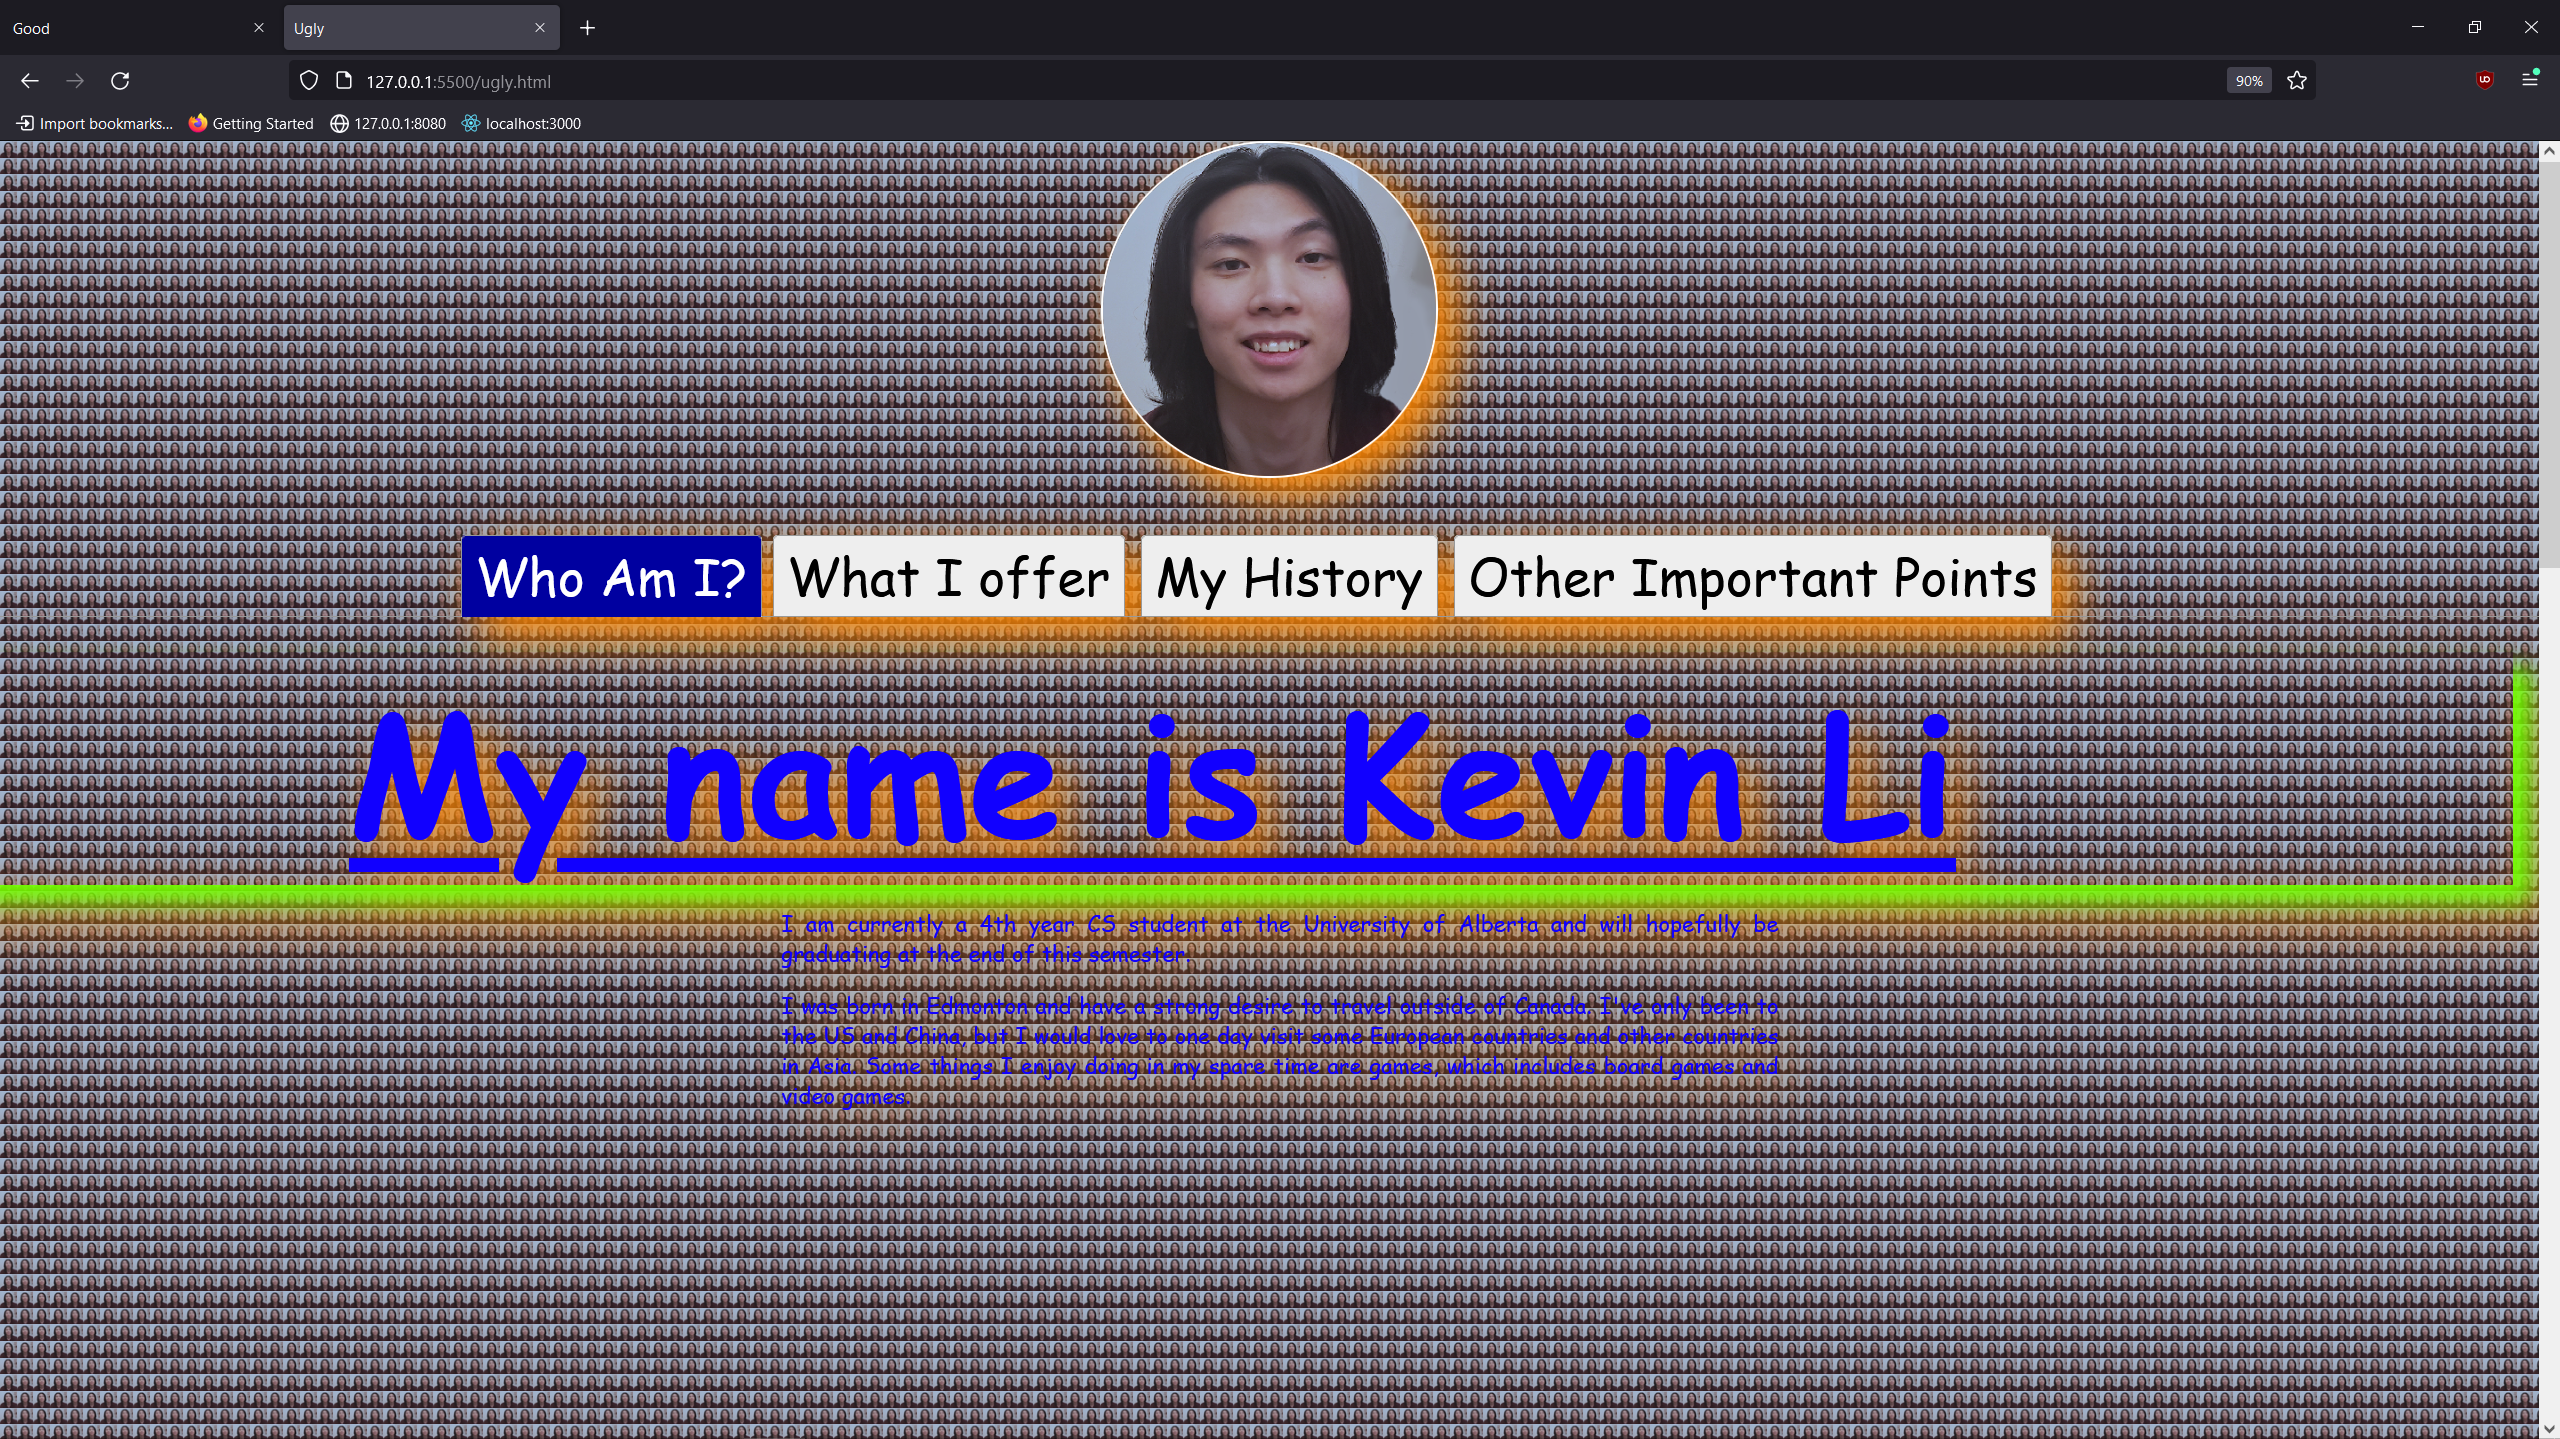 Good
Ugly
127.0.0.1:5500/ugly.html
90%
Import bookmarks...
Getting Started
127.0.0.1:8080
localhost:3000
Who Am I?
What I offer
My History
Other Important Points
My name is Kevin Li
I am currently a 4th year CS student at the University of Alberta and will hopefully be
graduating at the end of this semester.
I was born in Edmonton and have a strong desire to travel outside of Canada. I've only been to
the US and China, but I would love to one day visit some European countries and other countries
in Asia. Some things I enjoy doing in my spare time are games, which includes board games and
video games.